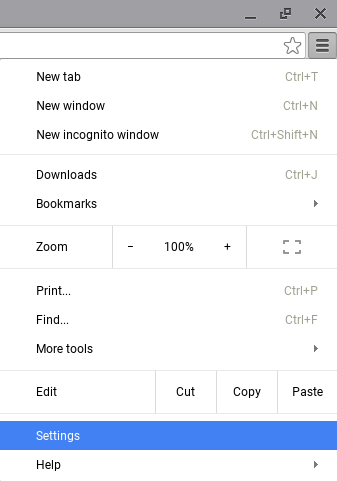 New tab Ctrl+T
New window Ctrl+N
New incognito window Ctrl+Shift+N
Downloads Ctrl+J
Bookmarks
Zoom − 100% +
Print... Ctrl+P
Find... Ctrl+F
More tools
Edit Cut Copy Paste
Settings
Help